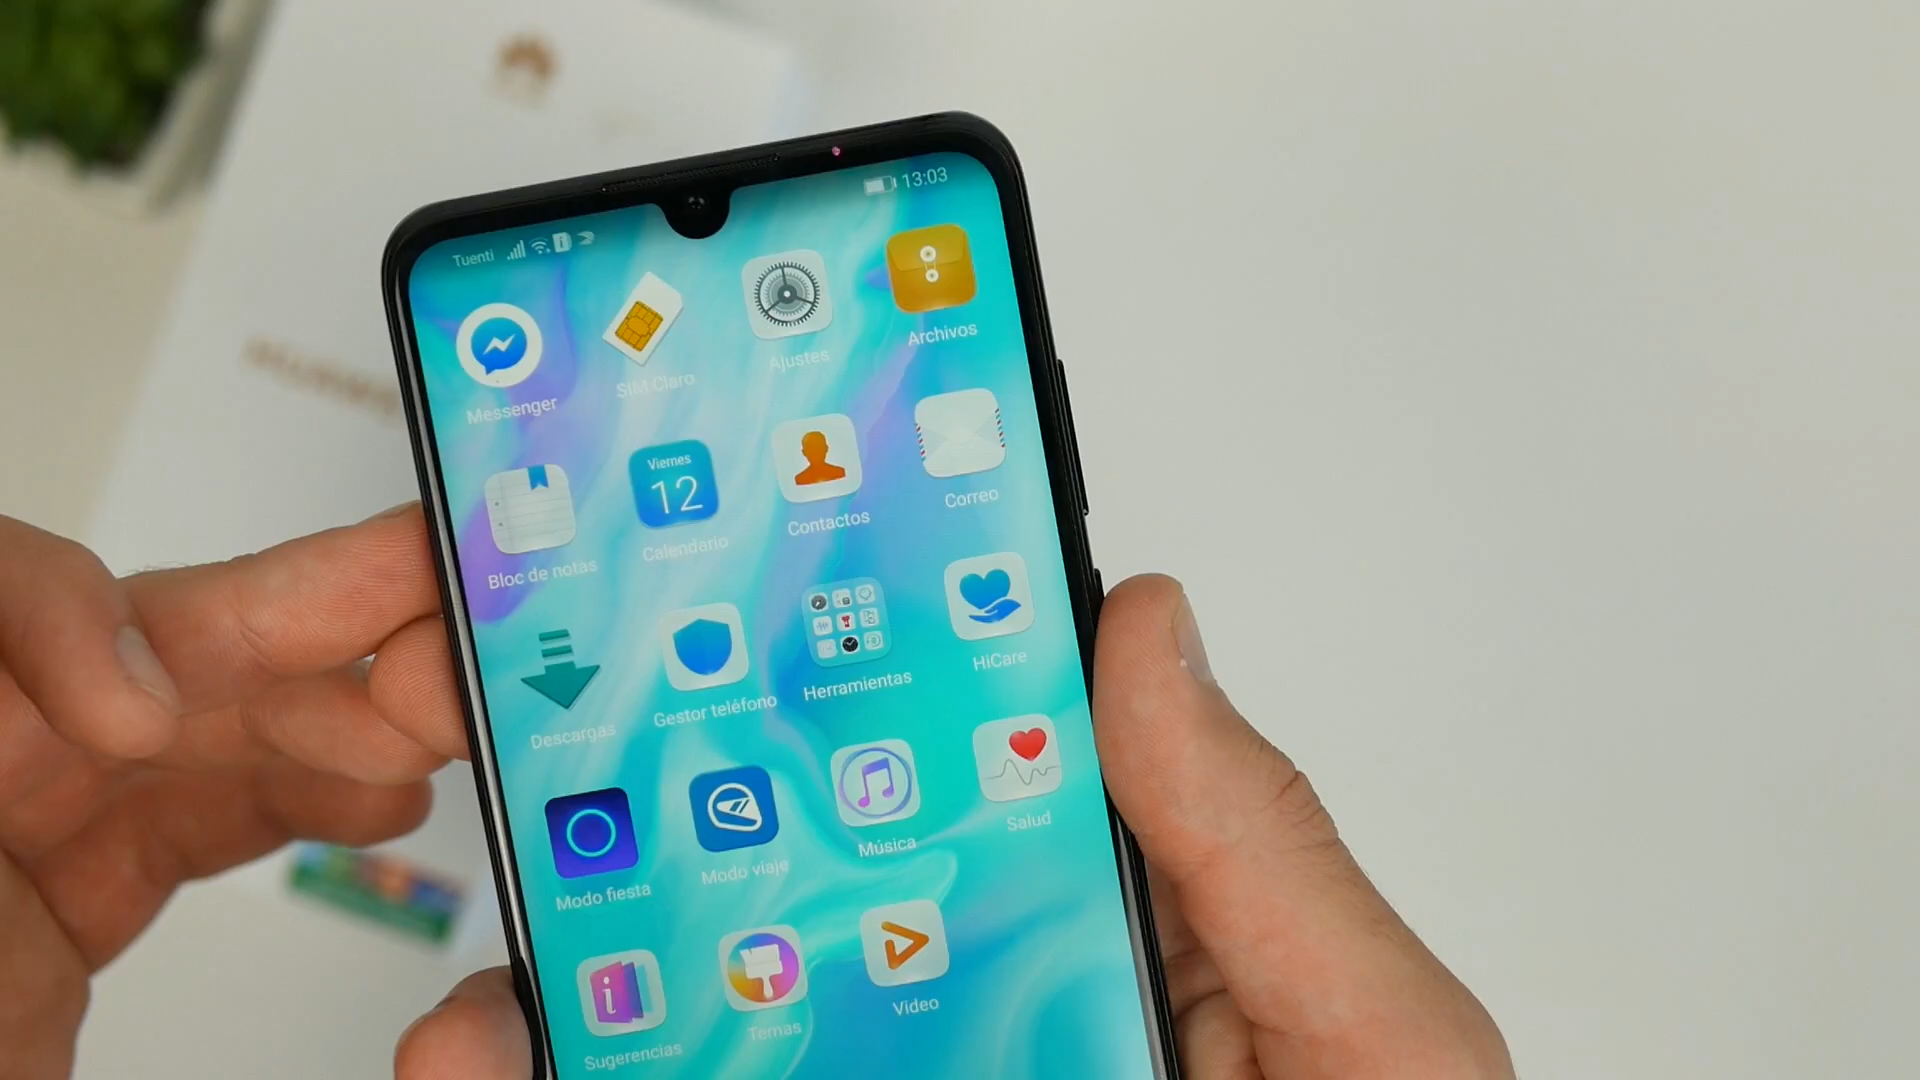 Tuenti
13:03
Messenger
SIM Claro
Ajustes
Archivos
Bloc de notas
Viernes
12
Calendario
Contactos
Correo
Descargas
Gestor teléfono
Herramientas
HiCare
Modo fiesta
Modo viaje
Música
Salud
Sugerencias
Temas
Video